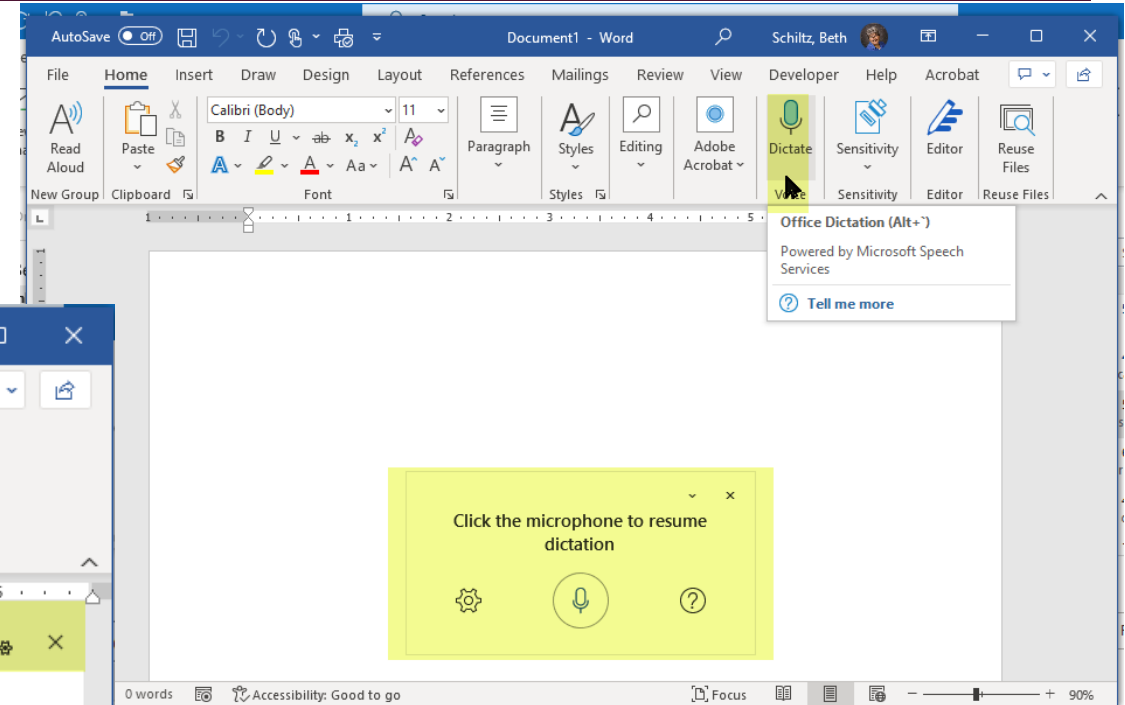 AutoSave Off Document1 - Word Schiltz, Beth
File Home Insert Draw Design Layout References Mailings Review View Developer Help Acrobat
Calibri (Body) 11
Read Aloud
Paste
B I U ab x₂ x² A
A A Aa A^ Aˇ
Paragraph
Styles
Editing
Adobe Acrobat
Dictate
Sensitivity
Editor
Reuse Files
New Group Clipboard Font Styles Voice Sensitivity Editor Reuse Files
1 1 2 3 4 5
Office Dictation (Alt+`)
Powered by Microsoft Speech
Services
Tell me more
Click the microphone to resume
dictation
0 words Accessibility: Good to go Focus 90%